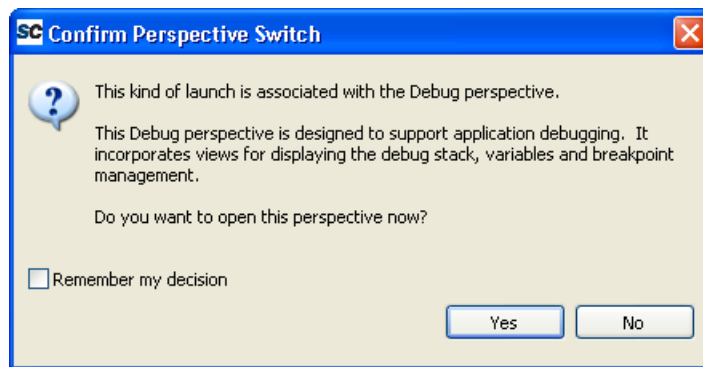 SC Confirm Perspective Switch
This kind of launch is associated with the Debug perspective.
This Debug perspective is designed to support application debugging. It
incorporates views for displaying the debug stack, variables and breakpoint
management.
Do you want to open this perspective now?
Remember my decision
Yes No